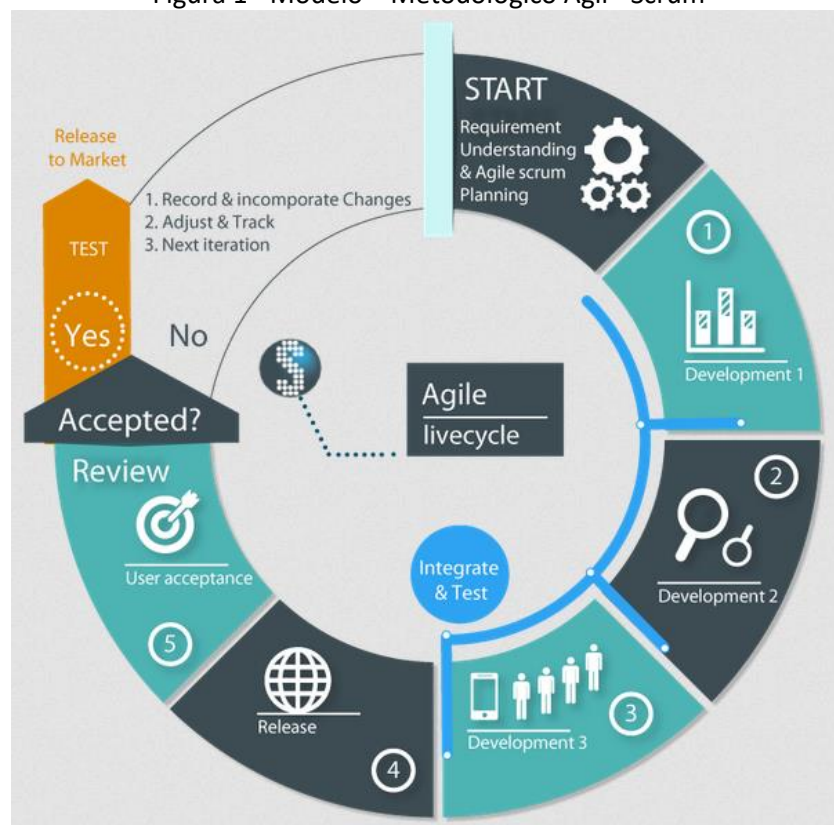 Figura 1 - Modelo - Metodológico Ágil - Scrum
START
Requirement
Understanding
& Agile scrum
Planning
1
Development 1
2
Development 2
3
Development 3
Integrate
& Test
4
Release
5
User acceptance
Review
Accepted?
Yes
No
TEST
Release
to Market
1. Record & incomporate Changes
2. Adjust & Track
3. Next iteration
S
Agile
livecycle